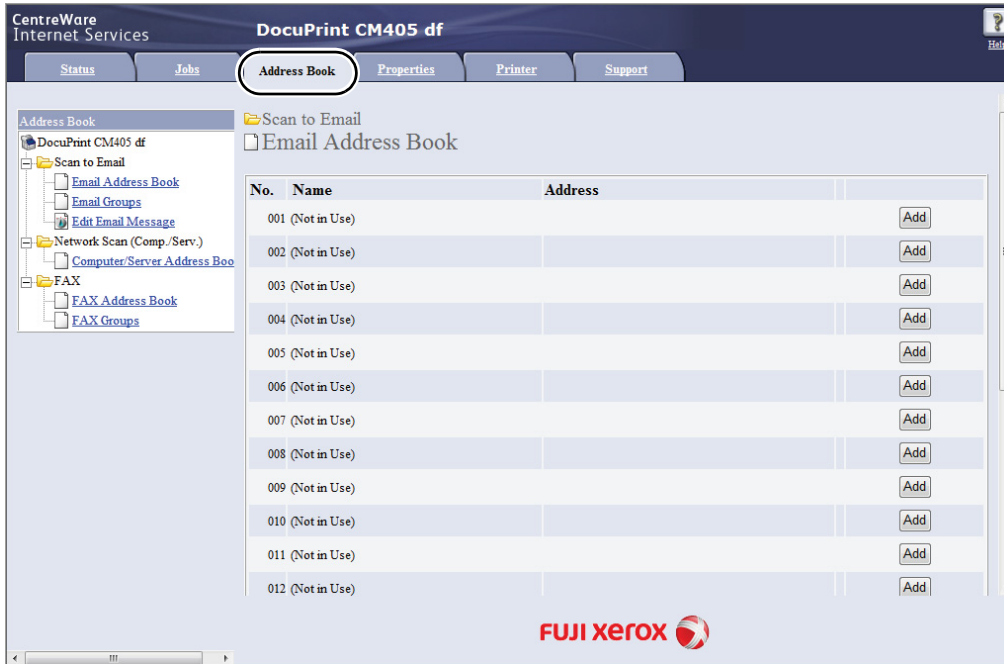 CentreWare
Internet Services
DocuPrint CM405 df
Help
Status Jobs Address Book Properties Printer Support
Address Book
DocuPrint CM405 df
Scan to Email
Email Address Book
Email Groups
Edit Email Message
Network Scan (Comp./Serv.)
Computer/Server Address Boo
FAX
FAX Address Book
FAX Groups
Scan to Email
Email Address Book
No. Name Address
001 (Not in Use) Add
002 (Not in Use) Add
003 (Not in Use) Add
004 (Not in Use) Add
005 (Not in Use) Add
006 (Not in Use) Add
007 (Not in Use) Add
008 (Not in Use) Add
009 (Not in Use) Add
010 (Not in Use) Add
011 (Not in Use) Add
012 (Not in Use) Add
FUJI xerox